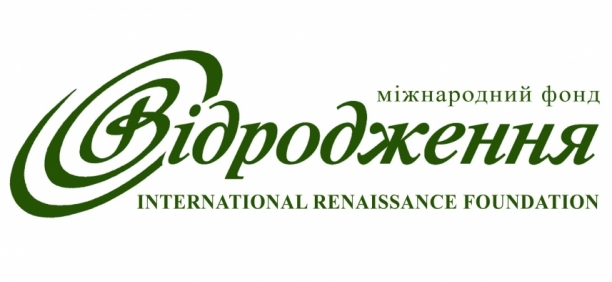 міжнародний фонд
Відродження
INTERNATIONAL RENAISSANCE FOUNDATION